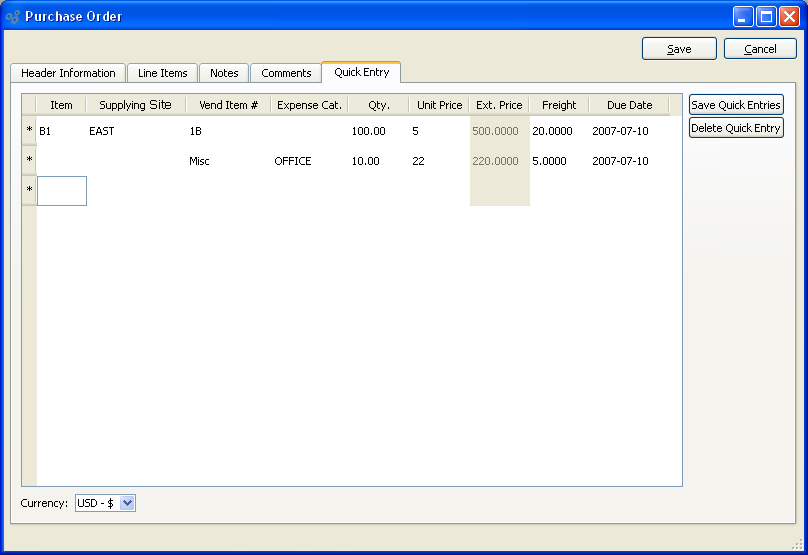 Purchase Order
Save Cancel
Header Information Line Items Notes Comments Quick Entry
Item Supplying Site Vend Item # Expense Cat. Qty. Unit Price Ext. Price Freight Due Date Save Quick Entries
* B1 EAST 1B 100.00 5 500.0000 20.0000 2007-07-10 Delete Quick Entry
* Misc OFFICE 10.00 22 220.0000 5.0000 2007-07-10
*
Currency: USD - $